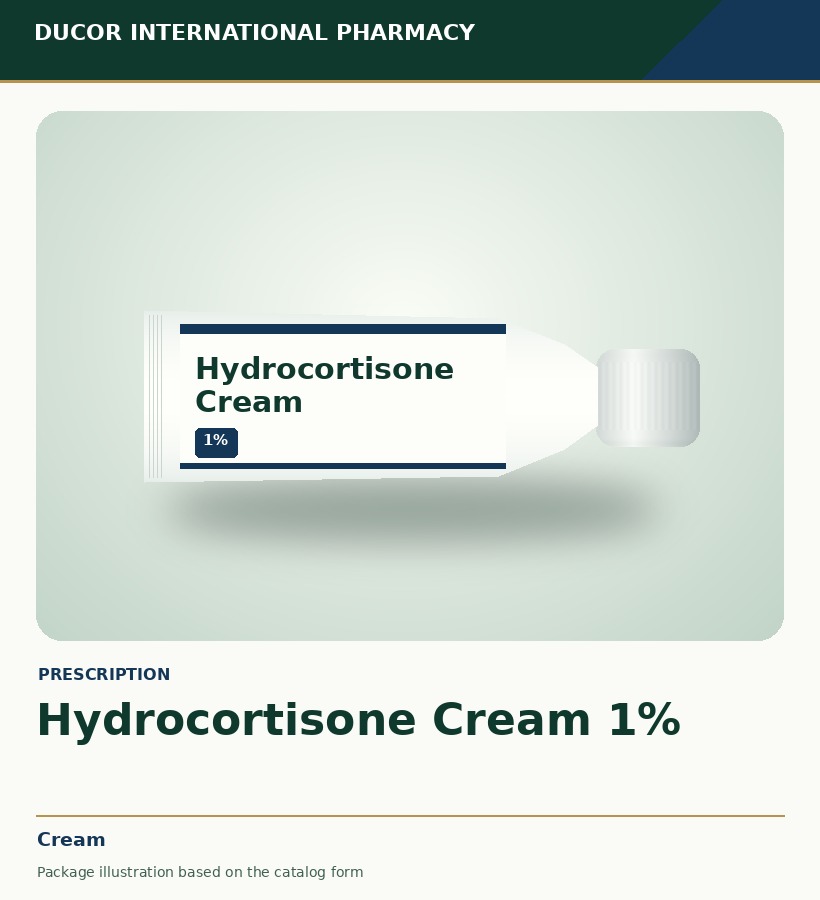 DUCOR INTERNATIONAL PHARMACY
Hydrocortisone
Cream
1%
PRESCRIPTION
Hydrocortisone Cream 1%
Cream
Package illustration based on the catalog form